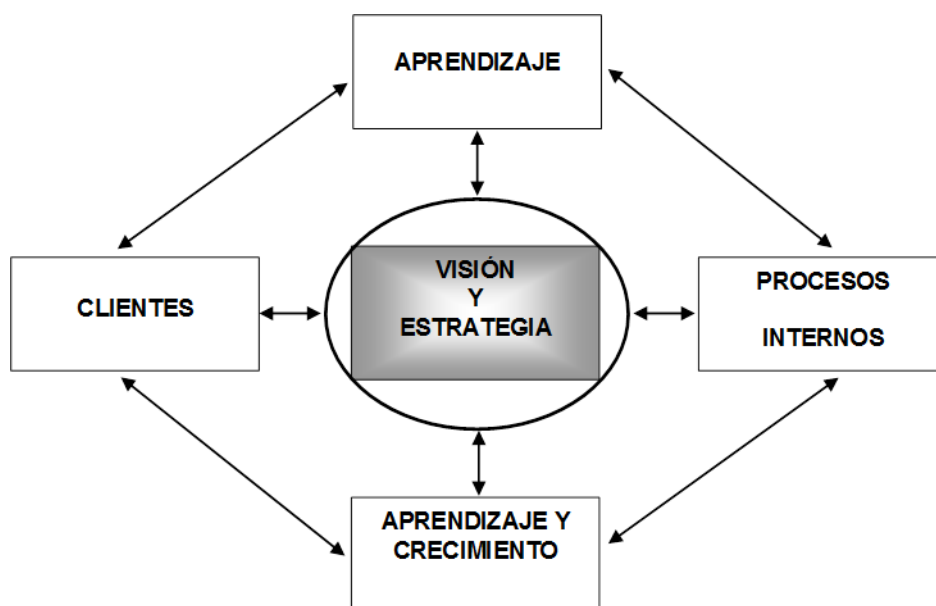 APRENDIZAJE
CLIENTES
VISIÓN
Y
ESTRATEGIA
PROCESOS
INTERNOS
APRENDIZAJE Y
CRECIMIENTO